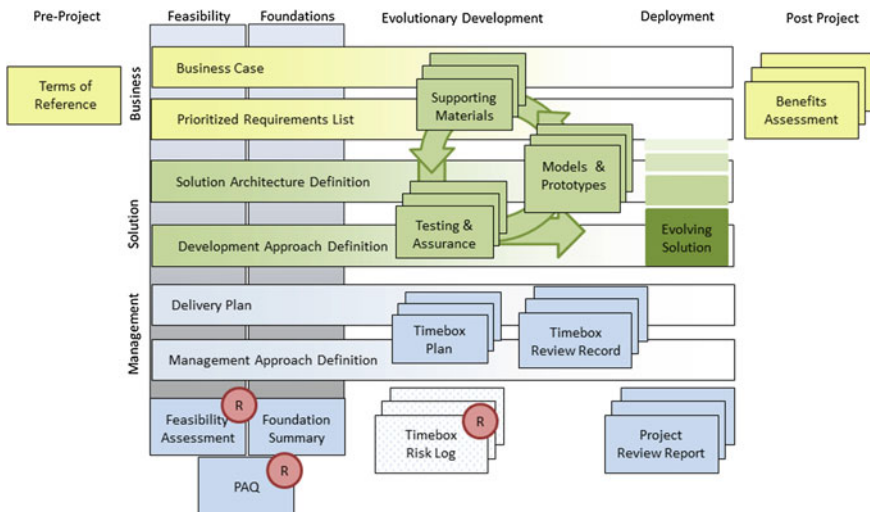 Pre-Project
Feasibility
Foundations
Evolutionary Development
Deployment
Post Project
Business
Business Case
Terms of
Reference
Prioritized Requirements List
Supporting
Materials
Benefits
Assessment
Solution
Solution Architecture Definition
Models &
Prototypes
Development Approach Definition
Testing &
Assurance
Evolving
Solution
Management
Delivery Plan
Timebox
Plan
Timebox
Review Record
Management Approach Definition
Feasibility
Assessment
R
Foundation
Summary
Timebox
Risk Log
R
Project
Review Report
PAQ
R